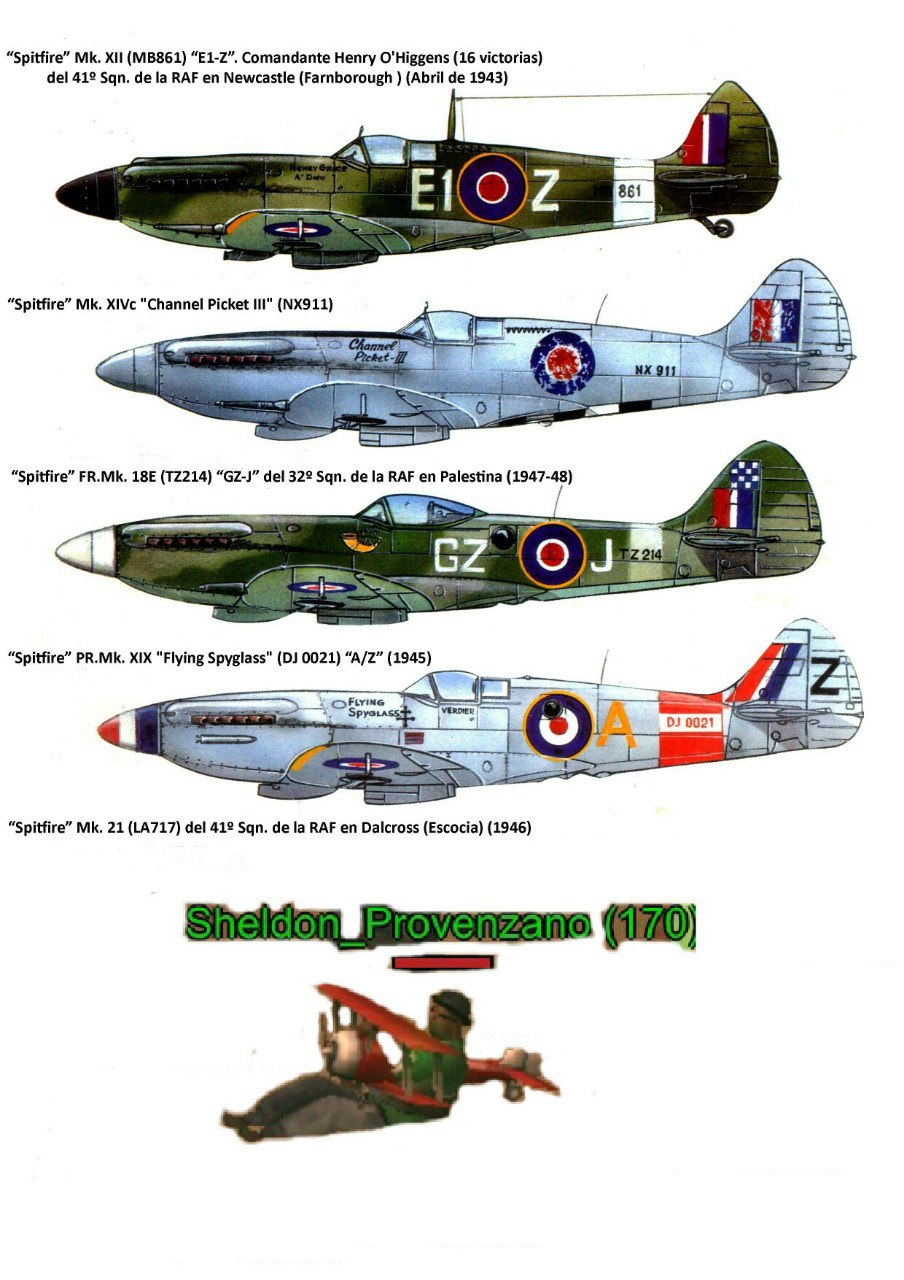 “Spitfire” Mk. XII (MB861) “E1-Z”. Comandante Henry O'Higgens (16 victorias)
del 41º Sqn. de la RAF en Newcastle (Farnborough ) (Abril de 1943)
HENRY GRACE
A' DIEU
E1 Z
861
“Spitfire” Mk. XIVc "Channel Picket III" (NX911)
Channel
Picket-III
NX 911
“Spitfire” FR.Mk. 18E (TZ214) “GZ-J” del 32º Sqn. de la RAF en Palestina (1947-48)
GZ J TZ 214
“Spitfire” PR.Mk. XIX "Flying Spyglass" (DJ 0021) “A/Z” (1945)
Z
FLYING
SPYGLASS
VERDIER
A
DJ 0021
“Spitfire” Mk. 21 (LA717) del 41º Sqn. de la RAF en Dalcross (Escocia) (1946)
Sheldon_Provenzano (170)